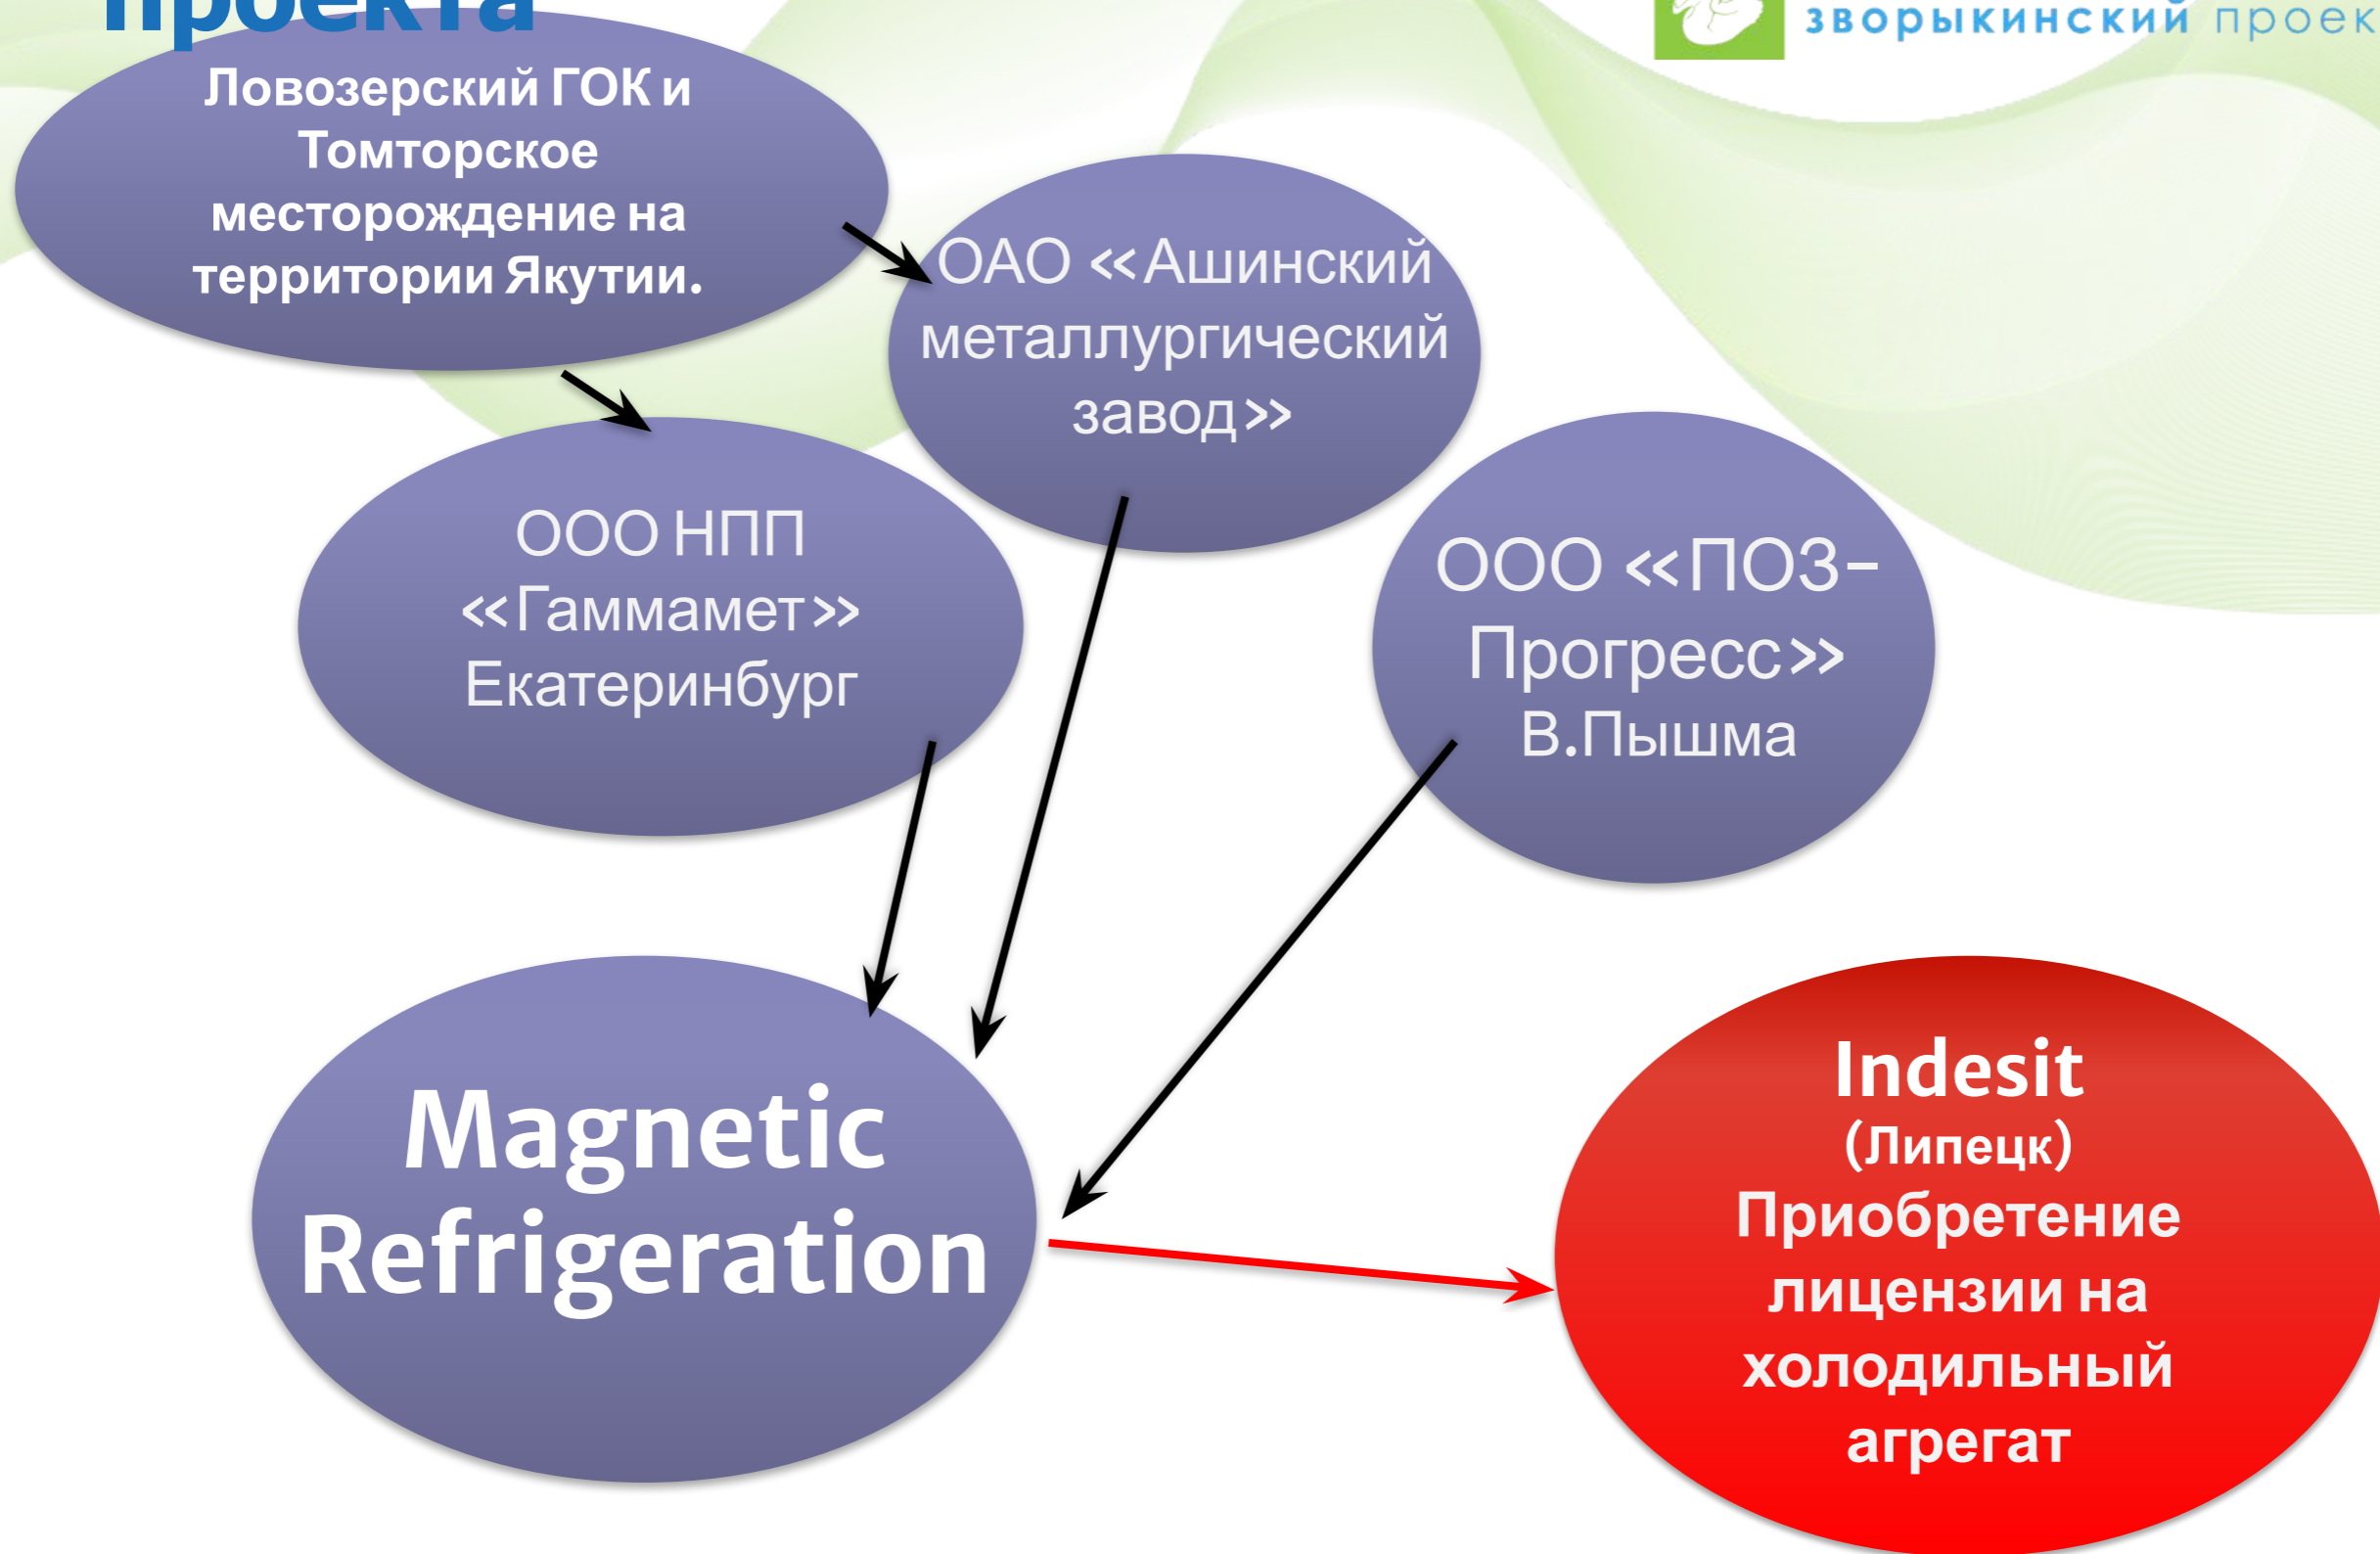 проекта
зворыкинский проек
Ловозерский ГОК и
Томторское
месторождение на
территории Якутии.
ОАО «Ашинский
металлургический
завод»
ООО НПП
«Гаммамет»
Екатеринбург
ООО «ПОЗ-
Прогресс»
В.Пышма
Magnetic
Refrigeration
Indesit
(Липецк)
Приобретение
лицензии на
холодильный
агрегат